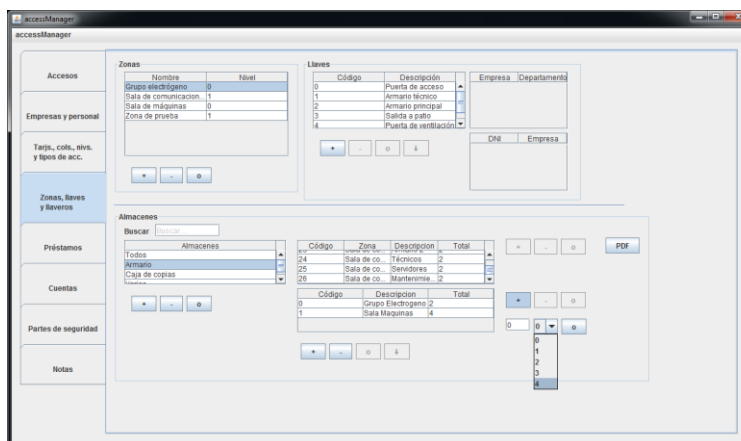 accessManager
accessManager
Accesos
Empresas y personal
Tarjs., cols., nivs.
y tipos de acc.
Zonas, llaves
y llaveros
Préstamos
Cuentas
Partes de seguridad
Notas
Zonas
Nombre Nivel
Grupo electrógeno 0
Sala de comunicacion... 1
Sala de máquinas 0
Zona de prueba 1
+ - o
Llaves
Código Descripción
0 Puerta de acceso
1 Armario técnico
2 Armario principal
3 Salida a patio
4 Puerta de ventilación
+ - o ↓
Empresa Departamento
DNI Empresa
Almacenes
Buscar Buscar...
Almacenes
Todos
Armario
Caja de copias
Varios
+ - o
Código Zona Descripcion Total
24 Sala de co... Técnicos 2
25 Sala de co... Servidores 2
26 Sala de co... Mantenimie... 2
Código Descripcion Total
0 Grupo Electrogeno 2
1 Sala Maquinas 4
+ - o ↓
+ - o
PDF
+ - o
0 0 o
0
1
2
3
4